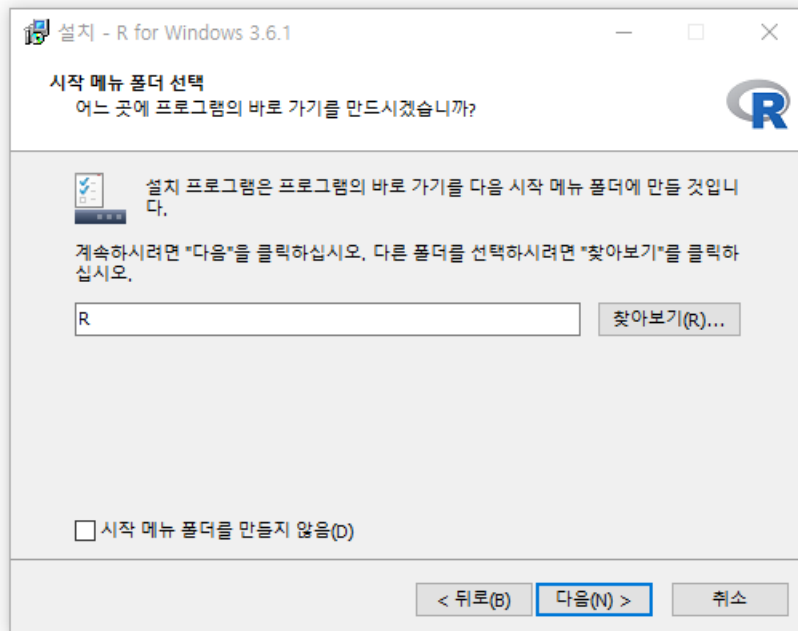 설치 - R for Windows 3.6.1
시작 메뉴 폴더 선택
어느 곳에 프로그램의 바로 가기를 만드시겠습니까?
R
설치 프로그램은 프로그램의 바로 가기를 다음 시작 메뉴 폴더에 만들 것입니
다.
계속하시려면 "다음"을 클릭하십시오. 다른 폴더를 선택하시려면 "찾아보기"를 클릭하
십시오.
R
찾아보기(R)...
시작 메뉴 폴더를 만들지 않음(D)
< 뒤로(B)
다음(N) >
취소